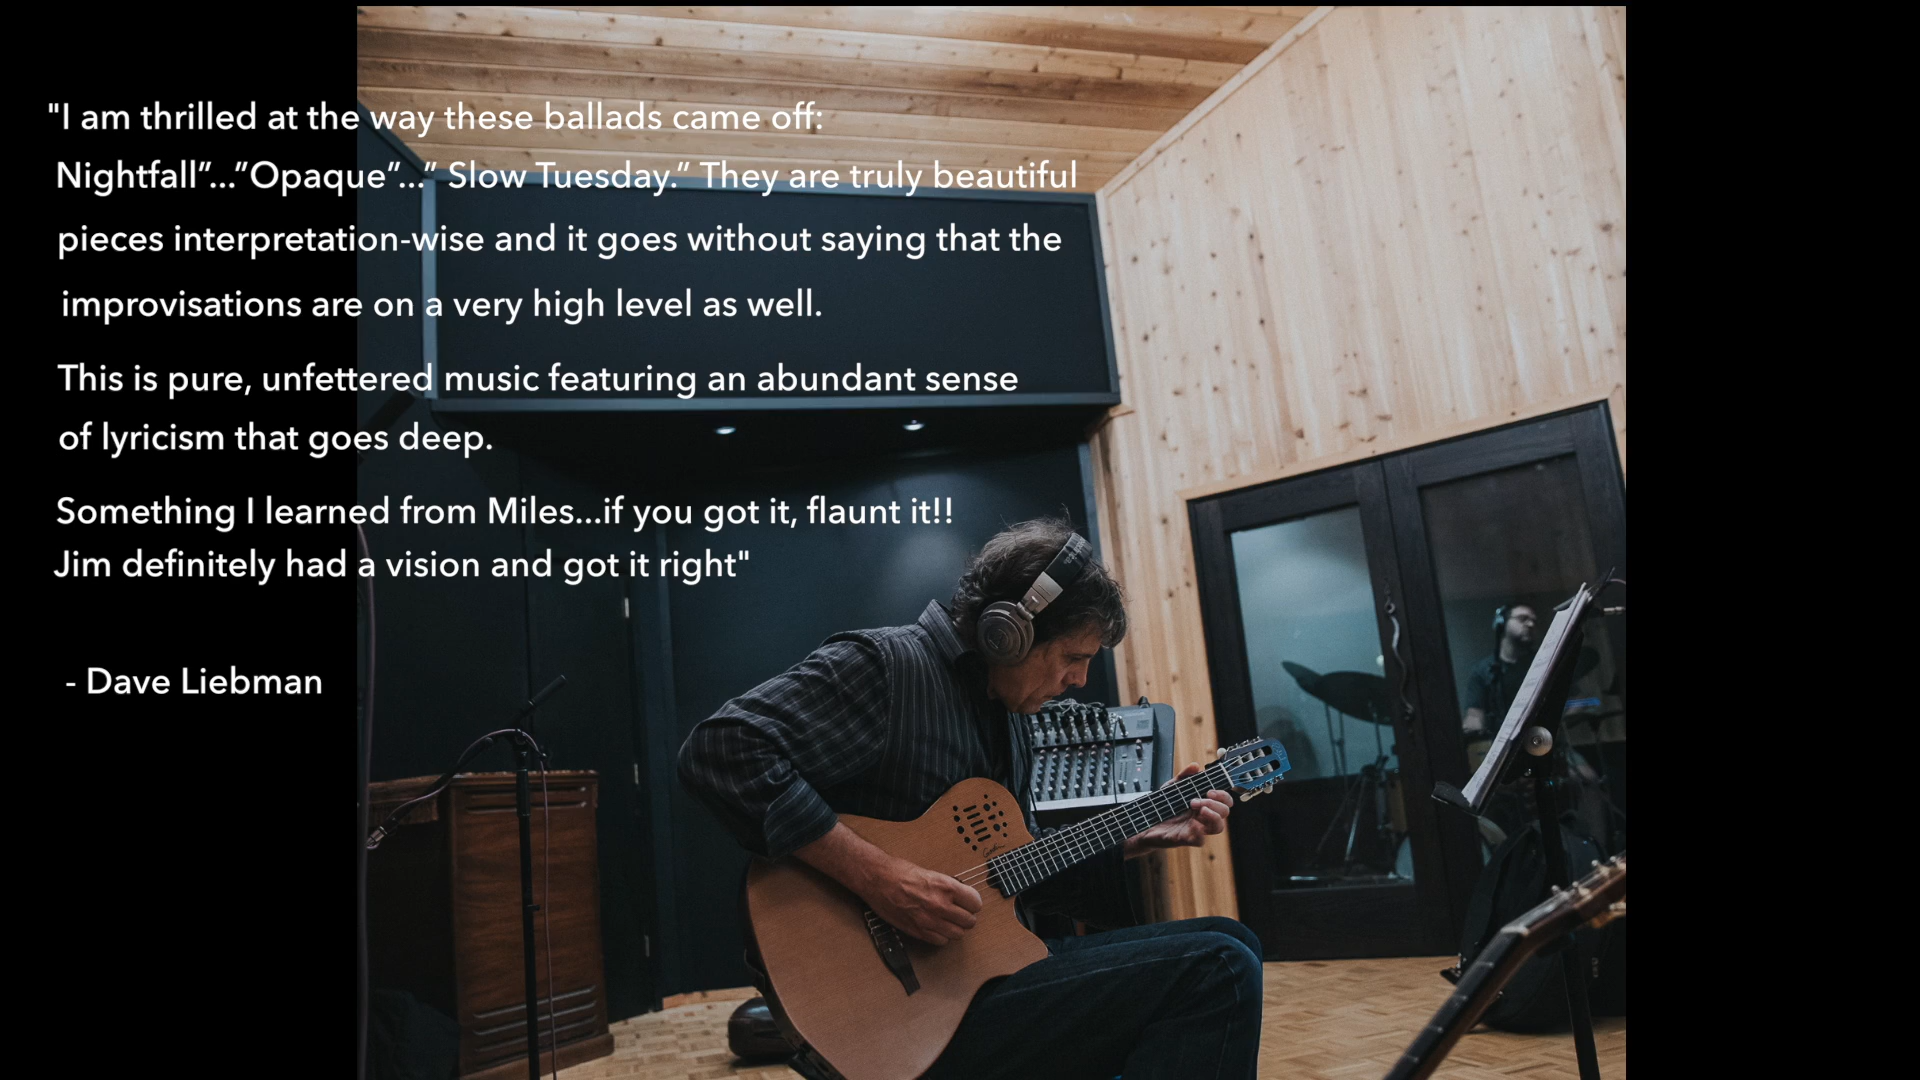 "I am thrilled at the way these ballads came off:
Nightfall”...”Opaque”...” Slow Tuesday.” They are truly beautiful
pieces interpretation-wise and it goes without saying that the
improvisations are on a very high level as well.
This is pure, unfettered music featuring an abundant sense
of lyricism that goes deep.
Something I learned from Miles...if you got it, flaunt it!!
Jim definitely had a vision and got it right"
- Dave Liebman
Godin